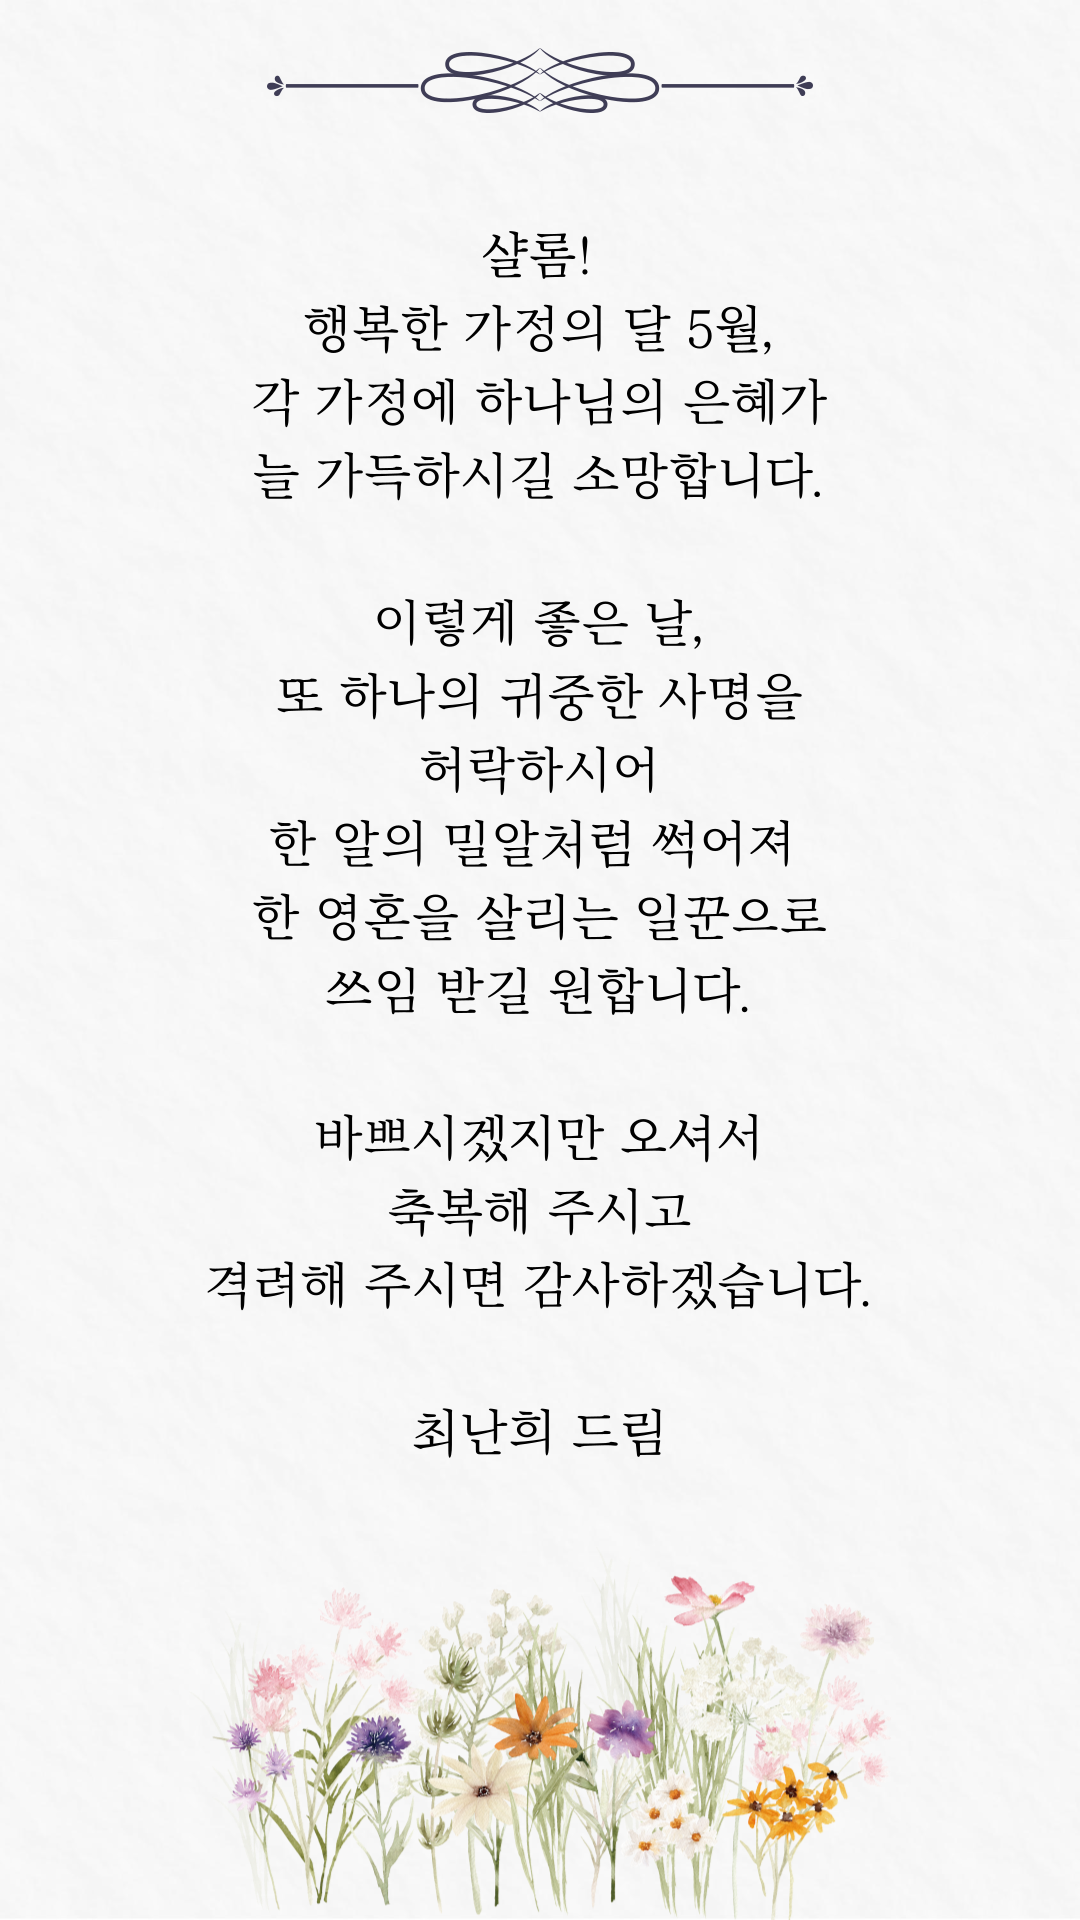 샬롬!
행복한 가정의 달 5월,
각 가정에 하나님의 은혜가
늘 가득하시길 소망합니다.
이렇게 좋은 날,
또 하나의 귀중한 사명을
허락하시어
한 알의 밀알처럼 썩어져
한 영혼을 살리는 일꾼으로
쓰임 받길 원합니다.
바쁘시겠지만 오셔서
축복해 주시고
격려해 주시면 감사하겠습니다.
최난희 드림